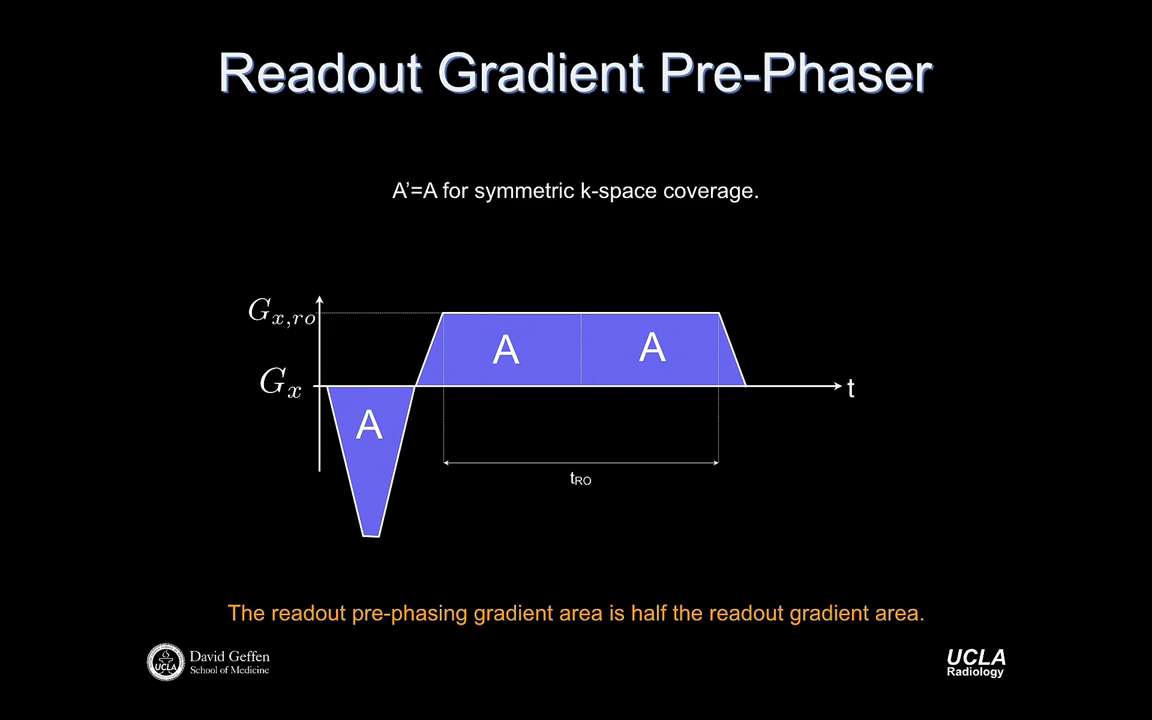 Readout Gradient Pre-Phaser
A’=A for symmetric k-space coverage.
Gx,ro
A
A
Gx
t
A
tRO
The readout pre-phasing gradient area is half the readout gradient area.
UCLA
David Geffen
School of Medicine
UCLA
Radiology